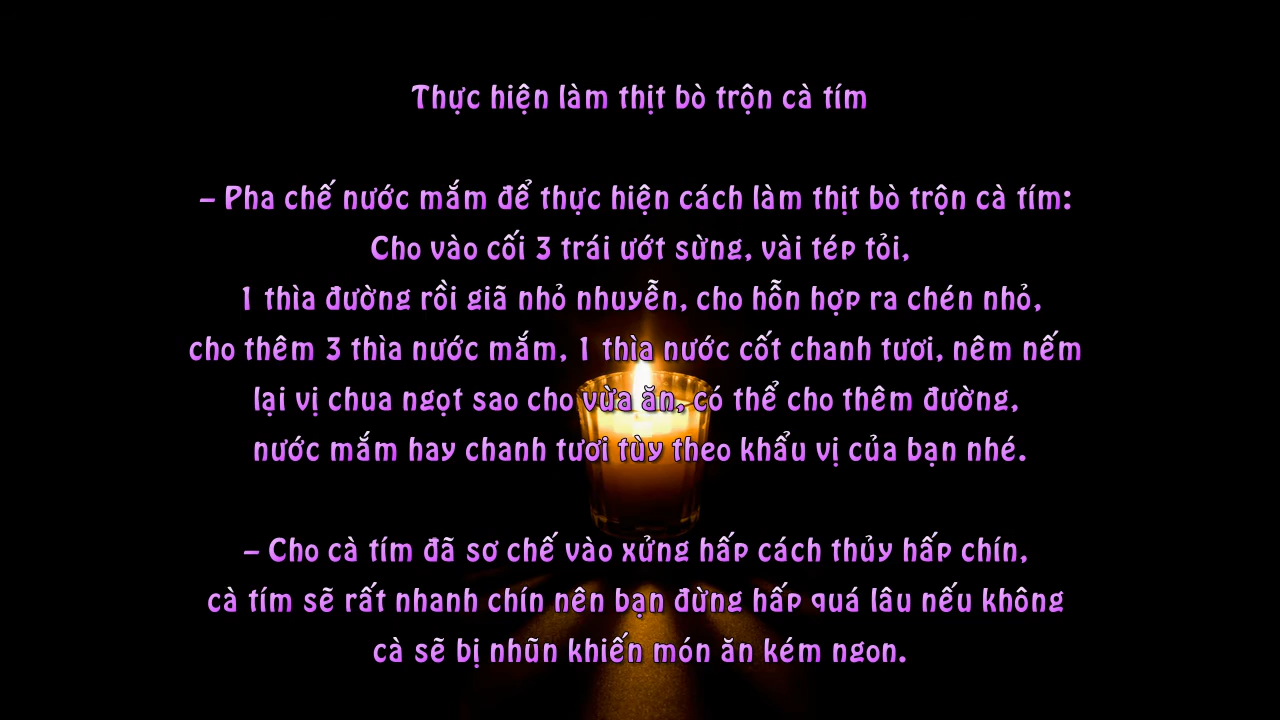 Thực hiện làm thịt bò trộn cà tím
– Pha chế nước mắm để thực hiện cách làm thịt bò trộn cà tím:
Cho vào cối 3 trái ướt sừng, vài tép tỏi,
1 thìa đường rồi giã nhỏ nhuyễn, cho hỗn hợp ra chén nhỏ,
cho thêm 3 thìa nước mắm, 1 thìa nước cốt chanh tươi, nêm nếm
lại vị chua ngọt sao cho vừa ăn, có thể cho thêm đường,
nước mắm hay chanh tươi tùy theo khẩu vị của bạn nhé.
– Cho cà tím đã sơ chế vào xửng hấp cách thủy hấp chín,
cà tím sẽ rất nhanh chín nên bạn đừng hấp quá lâu nếu không
cà sẽ bị nhũn khiến món ăn kém ngon.